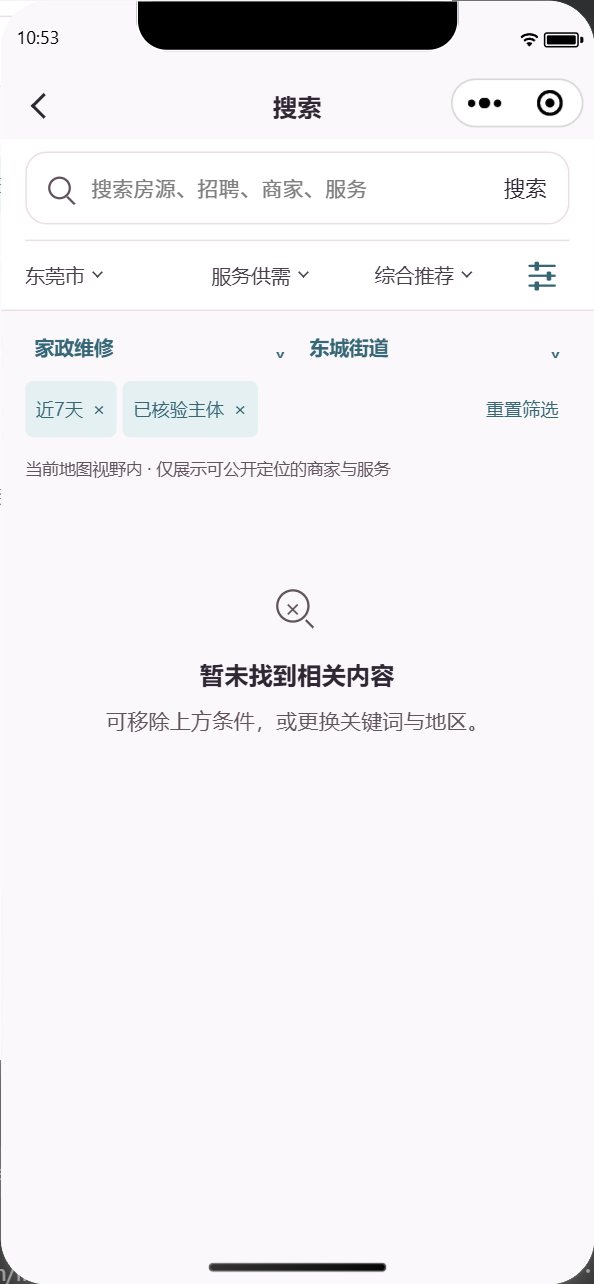 10:53
搜索
搜索房源、招聘、商家、服务 搜索
东莞市 服务供需 综合推荐
家政维修 v 东城街道 v
近7天 × 已核验主体 × 重置筛选
当前地图视野内 · 仅展示可公开定位的商家与服务
暂未找到相关内容
可移除上方条件，或更换关键词与地区。